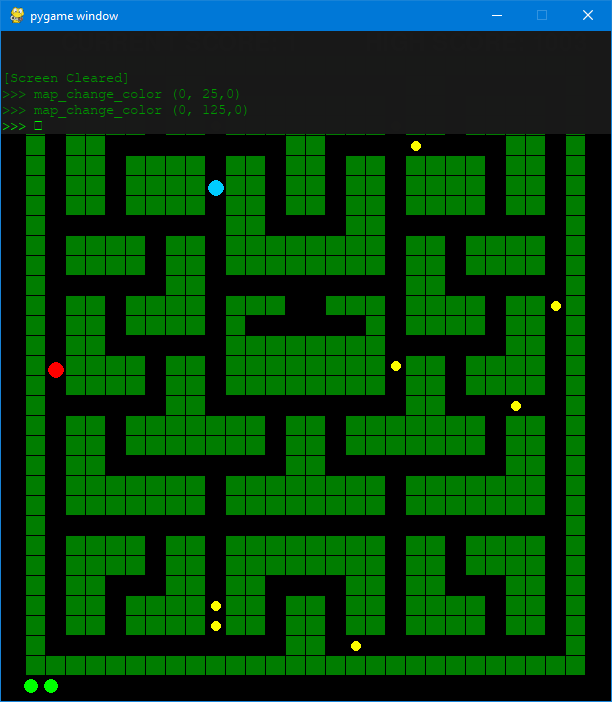 pygame window
[Screen Cleared]
>>> map_change_color (0, 25,0)
>>> map_change_color (0, 125,0)
>>>